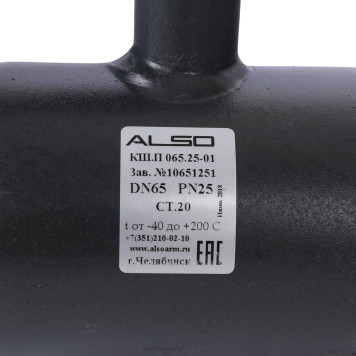 ALSO
КШ.П 065.25-01
Зав. №10651251
DN65 PN25
СТ.20
Июнь 2018
t от -40 до +200 С
+7(351)210-02-10
www.alsoarm.ru
г.Челябинск
ЕАС